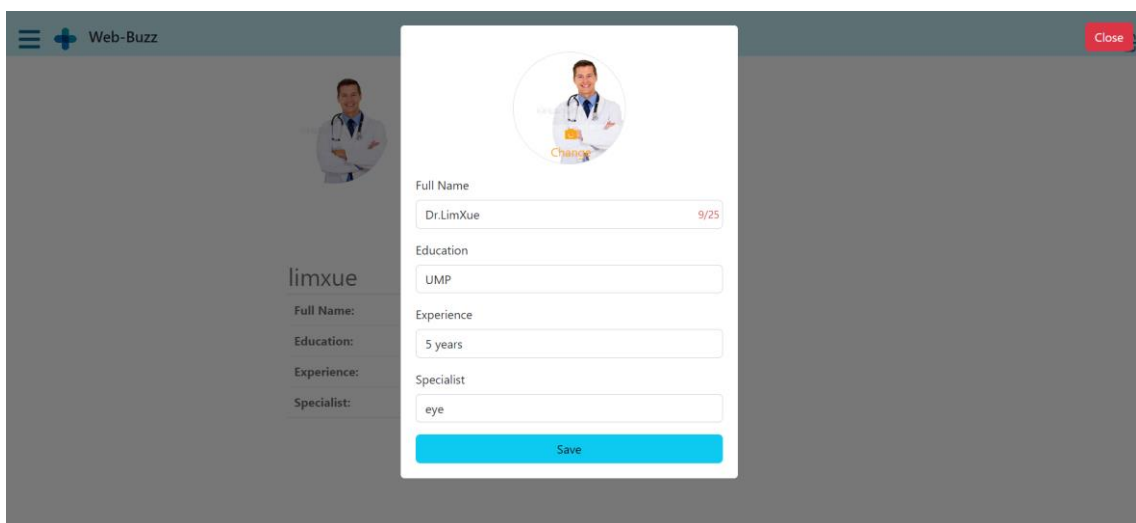 Web-Buzz
Close
Change
Full Name
Dr.LimXue 9/25
Education
UMP
Experience
5 years
Specialist
eye
Save
limxue
Full Name:
Education:
Experience:
Specialist: